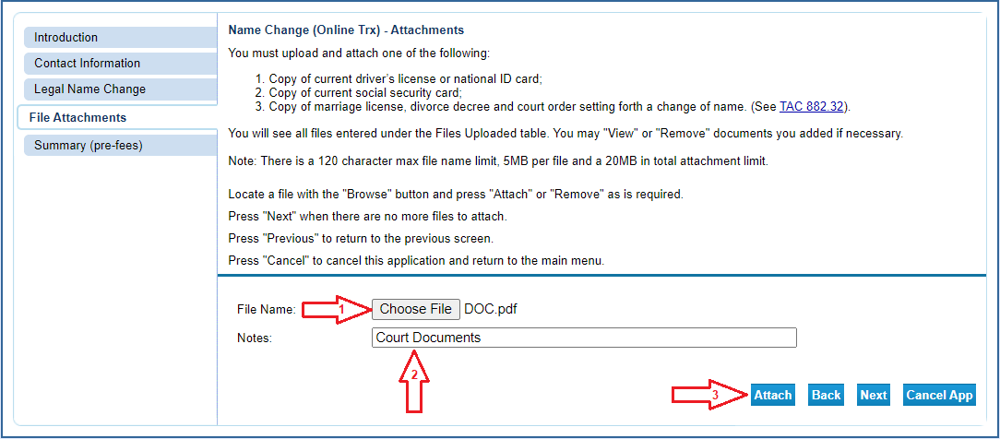 Introduction
Contact Information
Legal Name Change
File Attachments
Summary (pre-fees)
Name Change (Online Trx) - Attachments
You must upload and attach one of the following:
1. Copy of current driver's license or national ID card;
2. Copy of current social security card;
3. Copy of marriage license, divorce decree and court order setting forth a change of name. (See TAC 882.32).
You will see all files entered under the Files Uploaded table. You may "View" or "Remove" documents you added if necessary.
Note: There is a 120 character max file name limit, 5MB per file and a 20MB in total attachment limit.
Locate a file with the "Browse" button and press "Attach" or "Remove" as is required.
Press "Next" when there are no more files to attach.
Press "Previous" to return to the previous screen.
Press "Cancel" to cancel this application and return to the main menu.
File Name: 1 Choose File DOC.pdf
Notes: Court Documents
2
3 Attach Back Next Cancel App